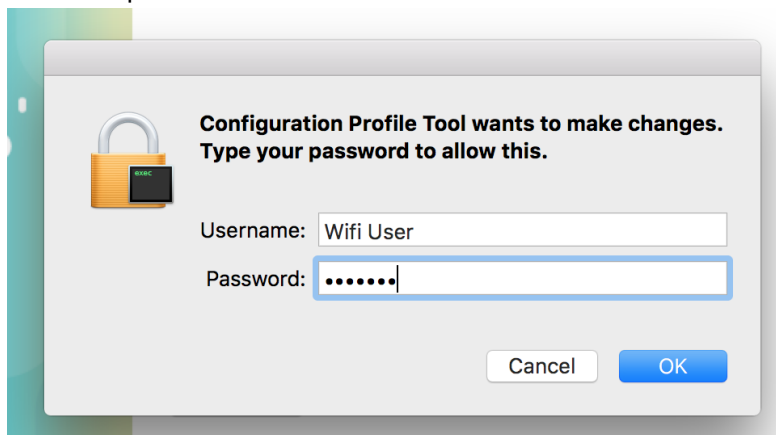 exec
Configuration Profile Tool wants to make changes.
Type your password to allow this.
Username: Wifi User
Password: •••••••
Cancel OK